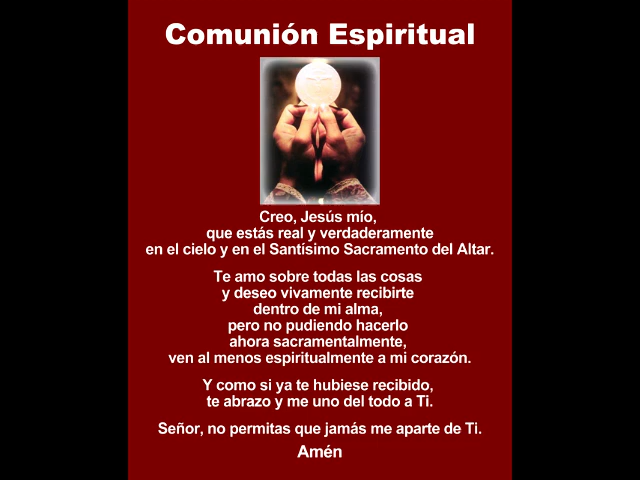 Comunión Espiritual
Creo, Jesús mío,
que estás real y verdaderamente
en el cielo y en el Santísimo Sacramento del Altar.
Te amo sobre todas las cosas
y deseo vivamente recibirte
dentro de mi alma,
pero no pudiendo hacerlo
ahora sacramentalmente,
ven al menos espiritualmente a mi corazón.
Y como si ya te hubiese recibido,
te abrazo y me uno del todo a Ti.
Señor, no permitas que jamás me aparte de Ti.
Amén